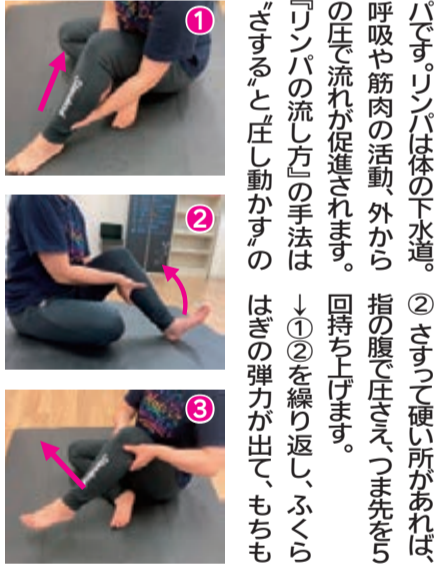 パです。リンパは体の下水道。
呼吸や筋肉の活動、外から
の圧で流れが促進されます。
『リンパの流し方』の手法は
〝さする〟と〝圧し動かす〟の
② さすって硬い所があれば、
指の腹で圧さえ、つま先を5
回持ち上げます。
→①②を繰り返し、ふくら
はぎの弾力が出て、もちも
1
2
3